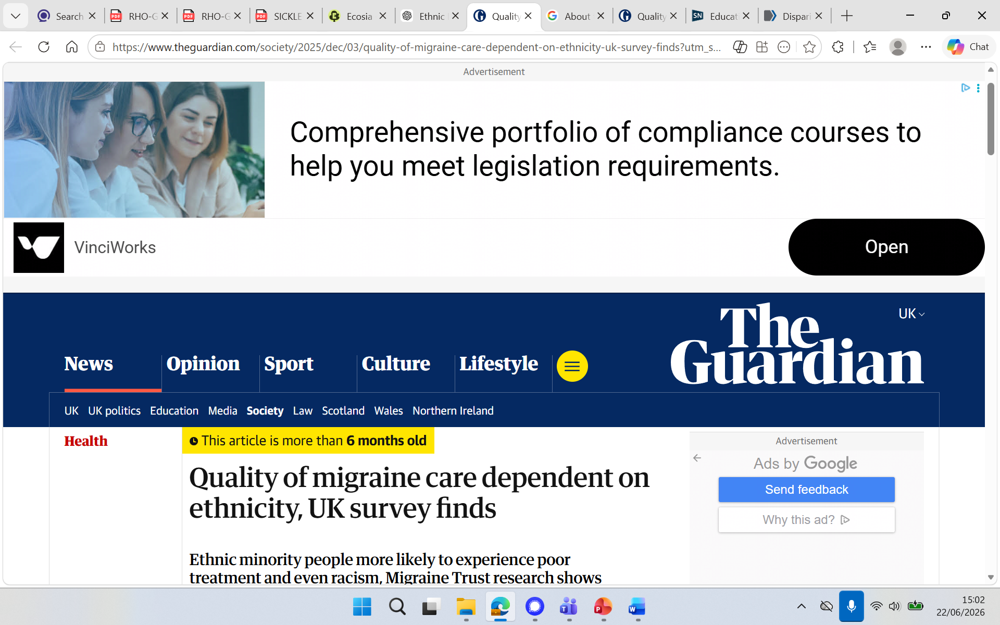 Search
RHO-G
RHO-G
SICKLE
Ecosia
Ethnic
Quality
About
Quality
SN Educat
Dispari
https://www.theguardian.com/society/2025/dec/03/quality-of-migraine-care-dependent-on-ethnicity-uk-survey-finds?utm_s...
Chat
Advertisement
Comprehensive portfolio of compliance courses to
help you meet legislation requirements.
VinciWorks
Open
The
Guardian
UK
News
Opinion
Sport
Culture
Lifestyle
UK UK politics Education Media Society Law Scotland Wales Northern Ireland
Health
This article is more than 6 months old
Quality of migraine care dependent on
ethnicity, UK survey finds
Ethnic minority people more likely to experience poor
treatment and even racism, Migraine Trust research shows
Advertisement
Ads by Google
Send feedback
Why this ad?
15:02
22/06/2026